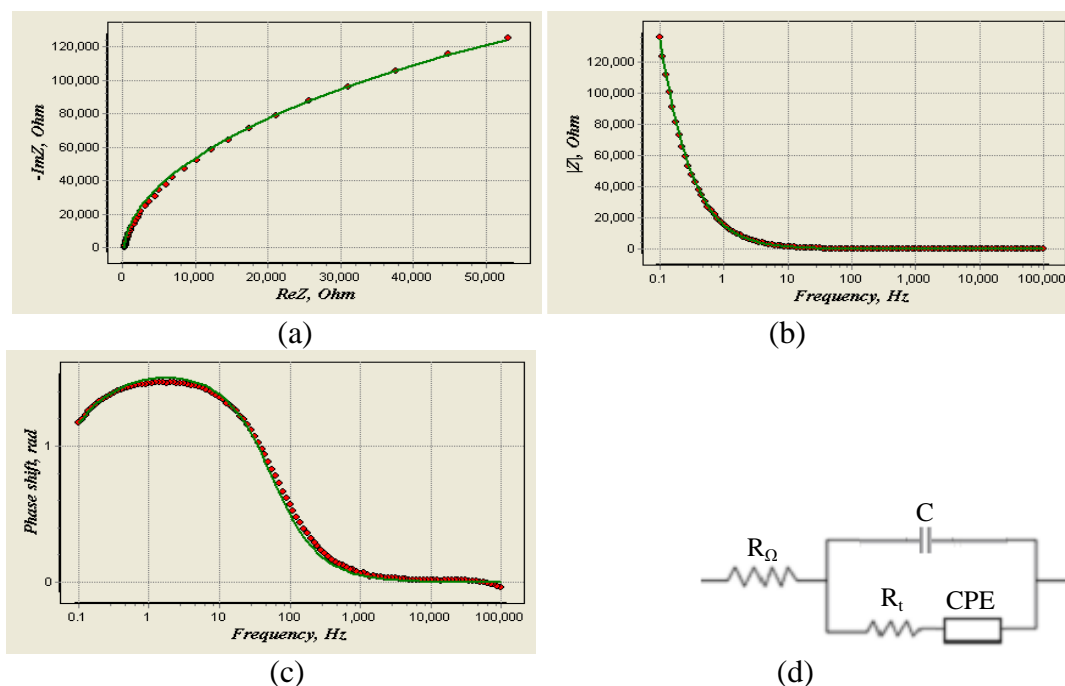 -ImZ, Ohm
120,000
100,000
80,000
60,000
40,000
20,000
0
0 10,000 20,000 30,000 40,000 50,000
ReZ, Ohm
(a)
|Z|, Ohm
120,000
100,000
80,000
60,000
40,000
20,000
0
0.1 1 10 100 1,000 10,000 100,000
Frequency, Hz
(b)
Phase shift, rad
1
0
0.1 1 10 100 1,000 10,000 100,000
Frequency, Hz
(c)
C
R_Ω
R_t CPE
(d)